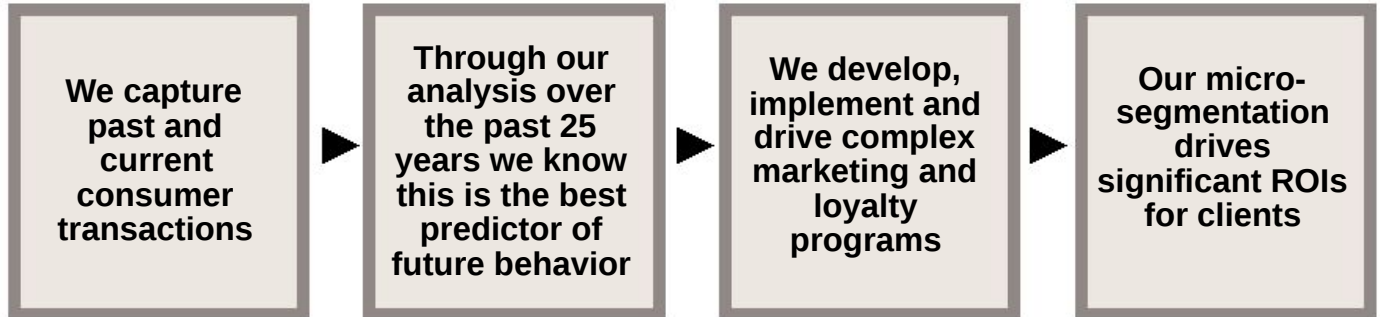 We capture
past and
current
consumer
transactions
Through our
analysis over
the past 25
years we know
this is the best
predictor of
future behavior
We develop,
implement and
drive complex
marketing and
loyalty
programs
Our micro-
segmentation
drives
significant ROIs
for clients